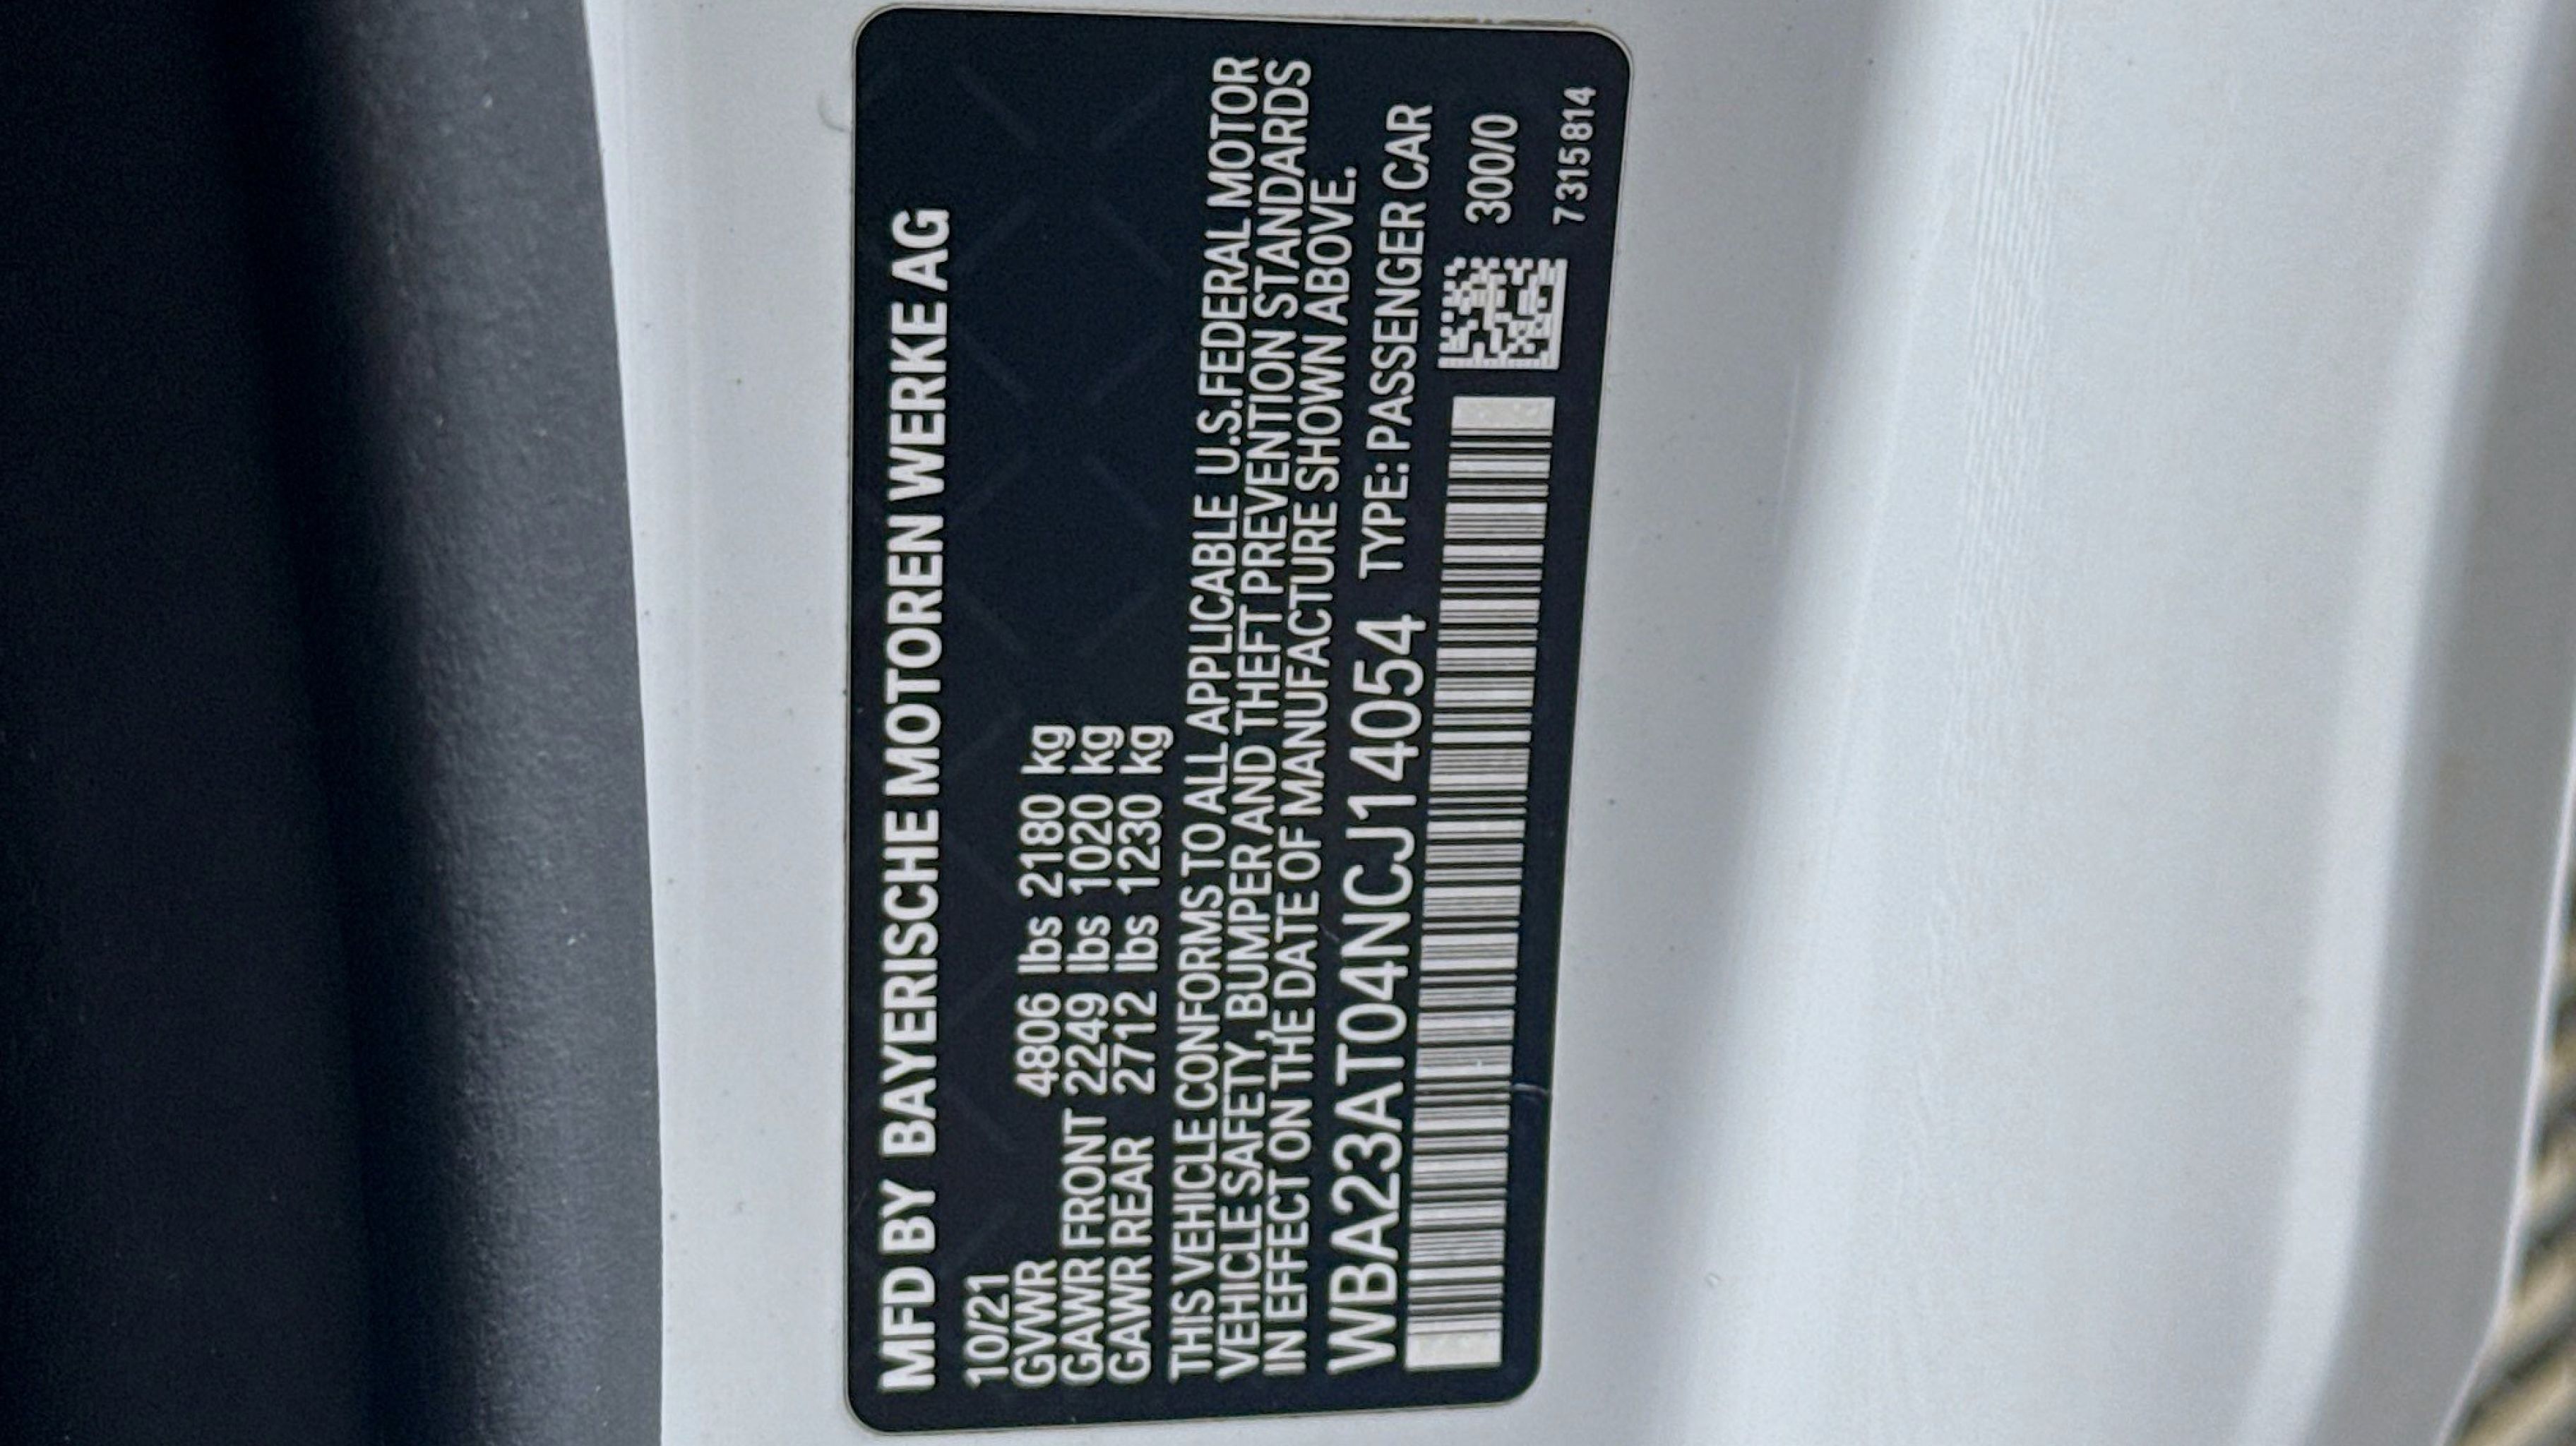 MFD BY BAYERISCHE MOTOREN WERKE AG
10/21
GVWR 4806 lbs 2180 kg
GAWR FRONT 2249 lbs 1020 kg
GAWR REAR 2712 lbs 1230 kg
THIS VEHICLE CONFORMS TO ALL APPLICABLE U.S.FEDERAL MOTOR
VEHICLE SAFETY, BUMPER AND THEFT PREVENTION STANDARDS
IN EFFECT ON THE DATE OF MANUFACTURE SHOWN ABOVE.
WBA23AT04NCJ14054 TYPE: PASSENGER CAR
300/0
7315814